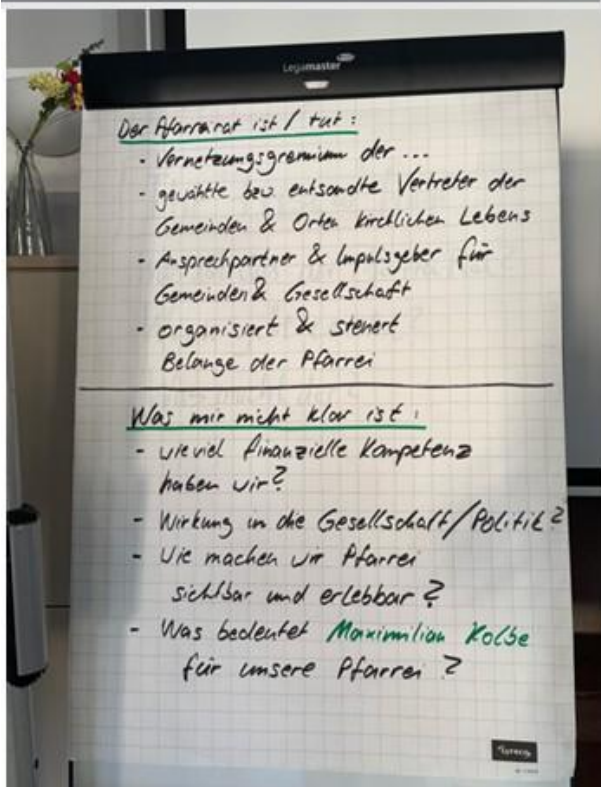 Legamaster
Der Pfarreirat ist / tut :
- Vernetzungsgremium der ...
- gewählte bzw. entsandte Vertreter der
Gemeinden & Orten kirchlichen Lebens
- Ansprechpartner & Impulsgeber für
Gemeinden & Gesellschaft
- organisiert & steuert
Belange der Pfarrei
Was mir nicht klar ist :
- wieviel finanzielle Kompetenz
haben wir?
- Wirkung in die Gesellschaft/Politik?
- Wie machen wir Pfarrei
sichtbar und erlebbar?
- Was bedeutet Maximilian Kolbe
für unsere Pfarrei ?